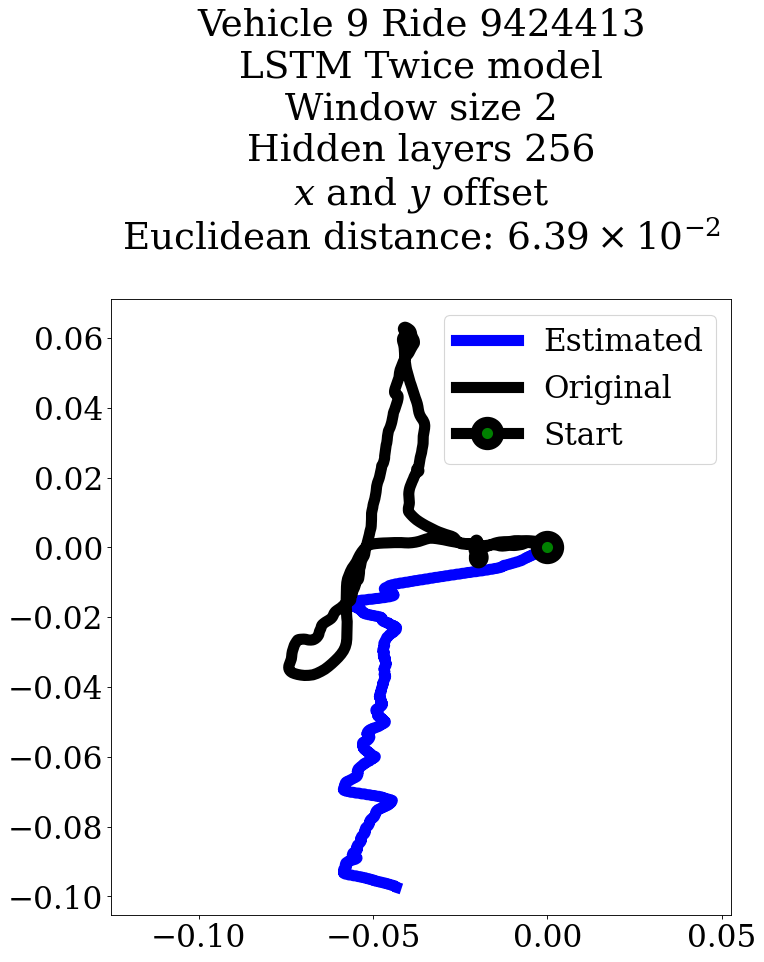 Vehicle 9 Ride 9424413
LSTM Twice model
Window size 2
Hidden layers 256
x and y offset
Euclidean distance: 6.39 × 10⁻²
Estimated
Original
Start
0.06
0.04
0.02
0.00
−0.02
−0.04
−0.06
−0.08
−0.10
−0.10 −0.05 0.00 0.05